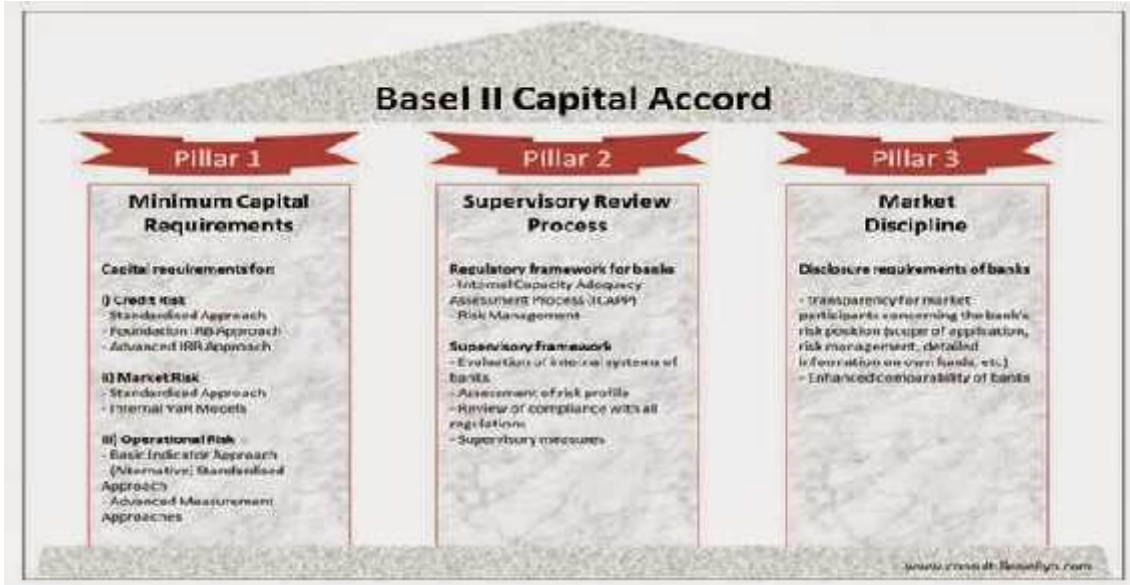 Basel II Capital Accord
Pillar 1
Minimum Capital
Requirements
Capital requirements for:
i) Credit Risk
- Standardised Approach
- Foundation IRB Approach
- Advanced IRB Approach
ii) Market Risk
- Standardised Approach
- Internal VaR Models
iii) Operational Risk
- Basic Indicator Approach
- (Alternative) Standardised
Approach
- Advanced Measurement
Approaches
Pillar 2
Supervisory Review
Process
Regulatory framework for banks
- Internal Capacity Adequacy
Assessment Process (ICAPP)
- Risk Management
Supervisory framework
- Evaluation of internal systems of
banks
- Assessment of risk profile
- Review of compliance with all
regulations
- Supervisory measures
Pillar 3
Market
Discipline
Disclosure requirements of banks
- Transparency for market
participants concerning the bank's
risk position (scope of application,
risk management, detailed
information on own funds, etc.)
- Enhanced comparability of banks